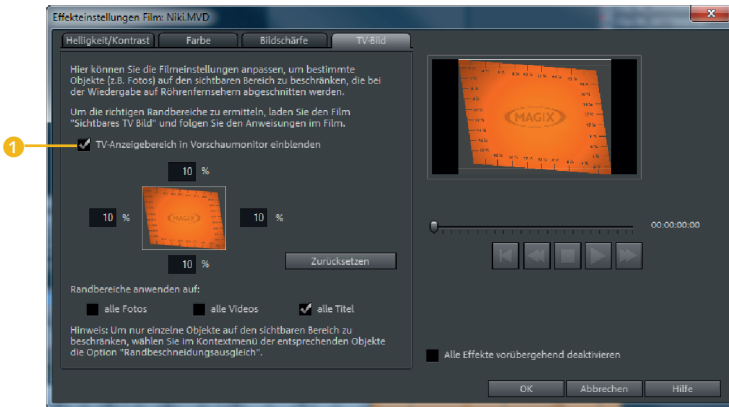 Effekteinstellungen Film: Niki.MVD
Helligkeit/Kontrast
Farbe
Bildschärfe
TV-Bild
Hier können Sie die Filmeinstellungen anpassen, um bestimmte
Objekte (z.B. Fotos) auf den sichtbaren Bereich zu beschränken, die bei
der Wiedergabe auf Röhrenfernsehern abgeschnitten werden.
Um die richtigen Randbereiche zu ermitteln, laden Sie den Film
"Sichtbares TV Bild" und folgen Sie den Anweisungen im Film.
1
TV-Anzeigebereich in Vorschaumonitor einblenden
10 %
10 %
MAGIX
10 %
10 %
Zurücksetzen
Randbereiche anwenden auf:
alle Fotos
alle Videos
alle Titel
Hinweis: Um nur einzelne Objekte auf den sichtbaren Bereich zu
beschränken, wählen Sie im Kontextmenü der entsprechenden Objekte
die Option "Randbeschneidungsausgleich".
MAGIX
00:00:00:00
Alle Effekte vorübergehend deaktivieren
OK
Abbrechen
Hilfe